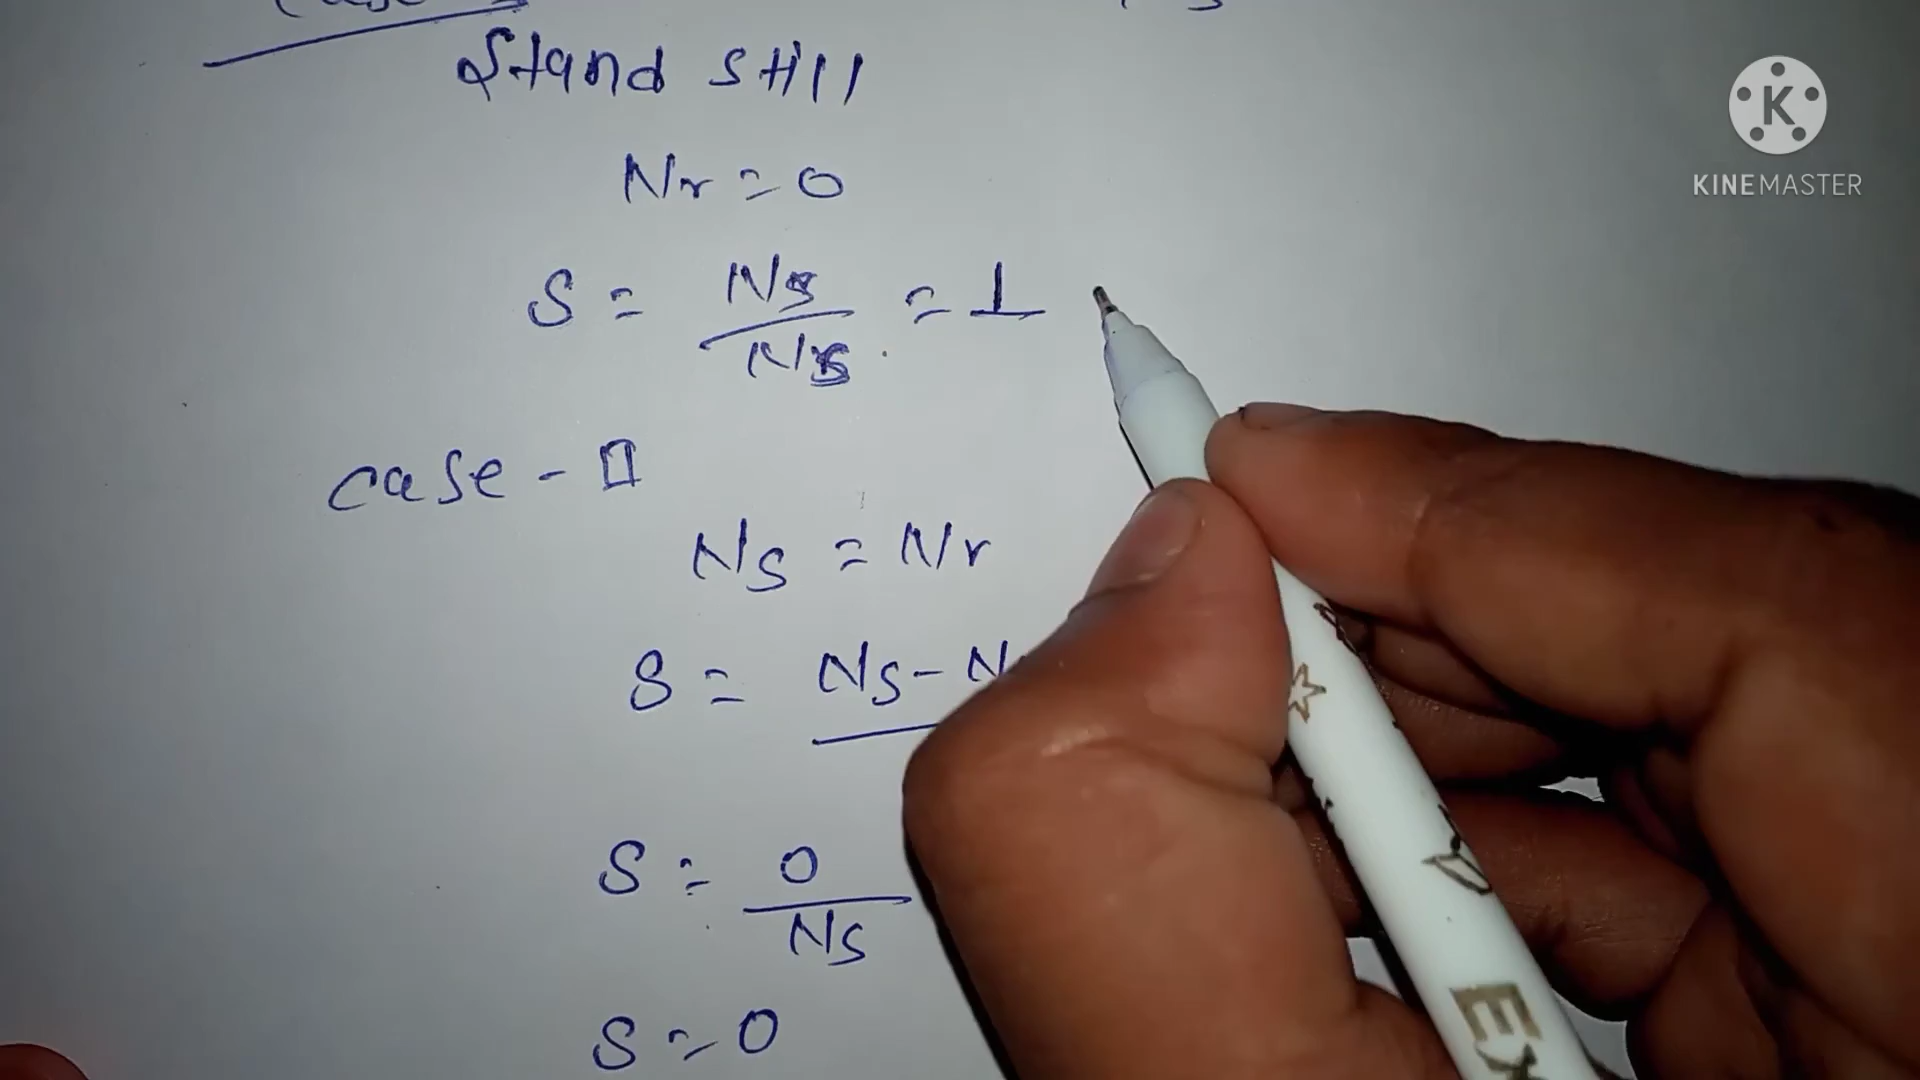 Stand still
Nr = 0
S = Ns / Ns = 1
case - II
Ns = Nr
S = Ns - N
S = 0 / Ns
S = 0
K
KINEMASTER